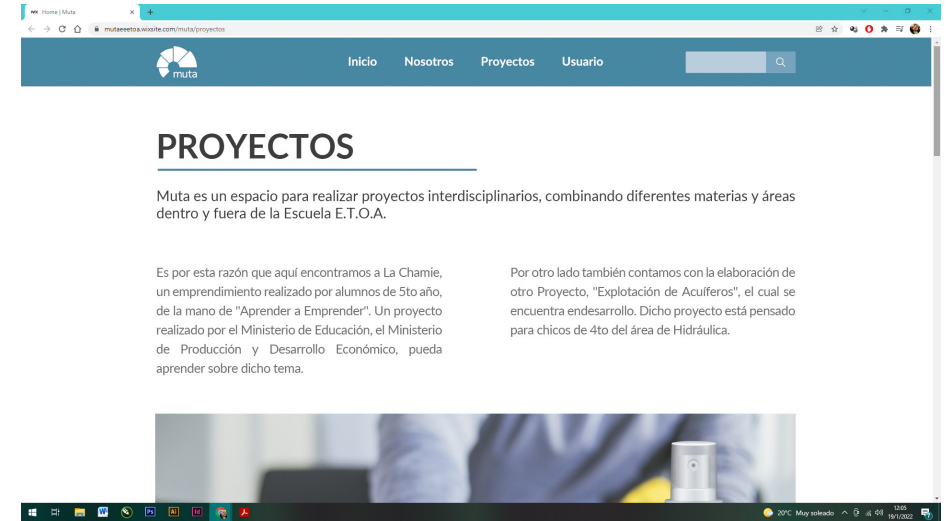 Home | Muta
mutaeeetoa.wixsite.com/muta/proyectos
muta
Inicio Nosotros Proyectos Usuario
PROYECTOS
Muta es un espacio para realizar proyectos interdisciplinarios, combinando diferentes materias y áreas
dentro y fuera de la Escuela E.T.O.A.
Es por esta razón que aquí encontramos a La Chamie,
un emprendimiento realizado por alumnos de 5to año,
de la mano de "Aprender a Emprender". Un proyecto
realizado por el Ministerio de Educación, el Ministerio
de Producción y Desarrollo Económico, pueda
aprender sobre dicho tema.
Por otro lado también contamos con la elaboración de
otro Proyecto, "Explotación de Acuíferos", el cual se
encuentra endesarrollo. Dicho proyecto está pensado
para chicos de 4to del área de Hidráulica.
Ps Ai Id
20°C Muy soleado
12:05
19/1/2022